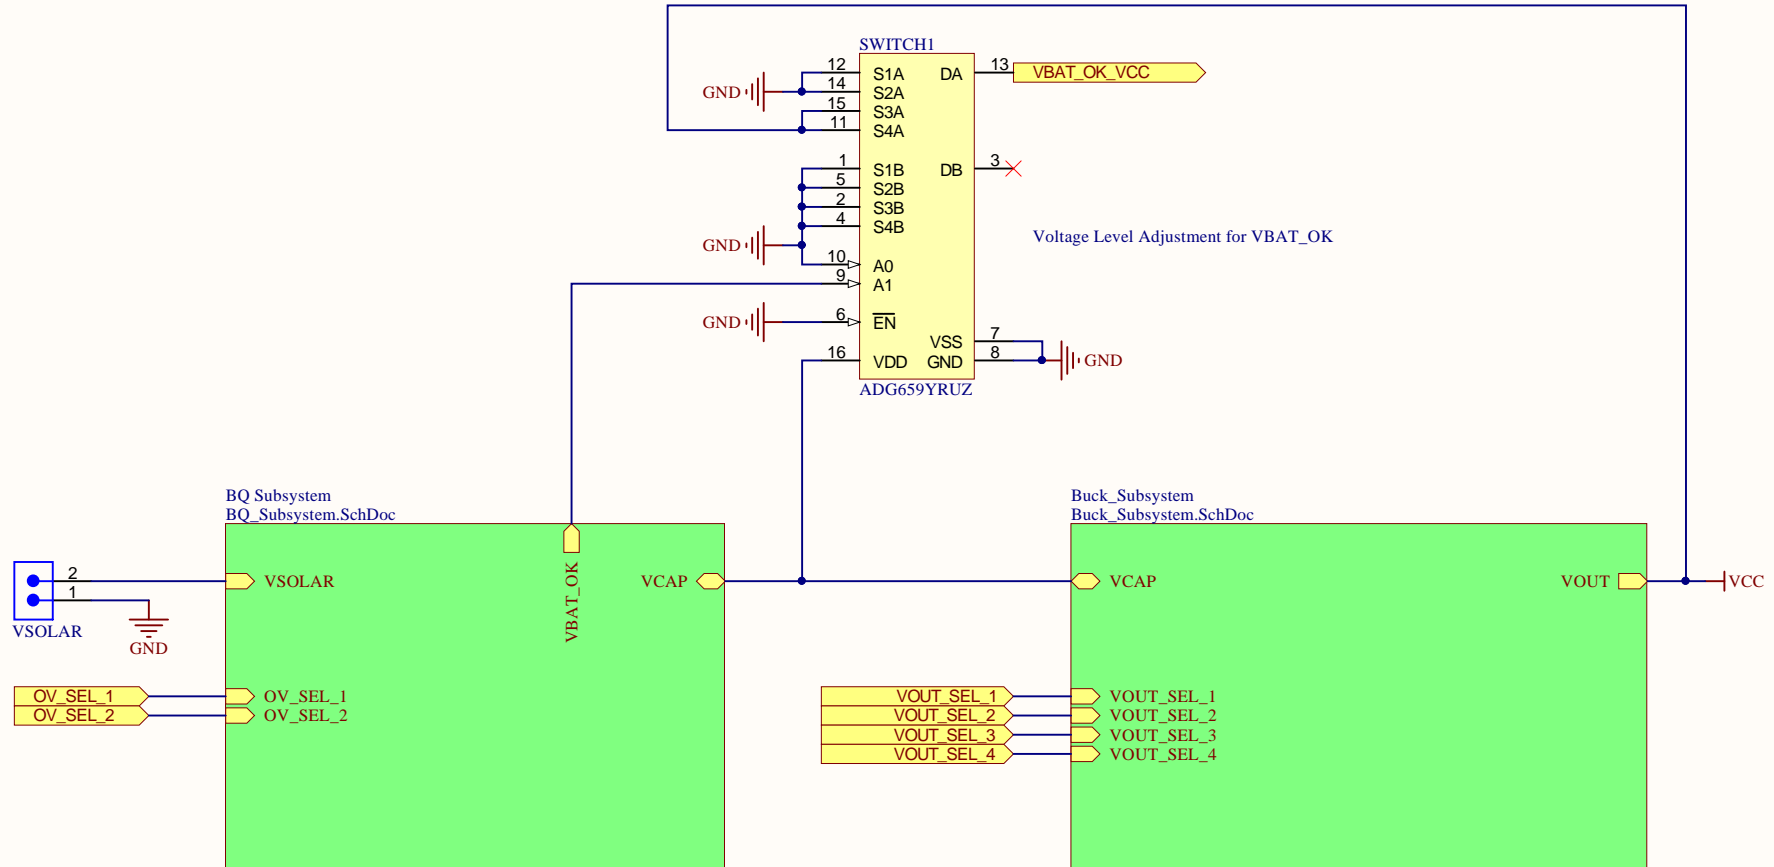 SWITCH1
12 S1A DA 13 VBAT_OK_VCC
GND 14 S2A
15 S3A
11 S4A
1 S1B DB 3
5 S2B
2 S3B
4 S4B
Voltage Level Adjustment for VBAT_OK
GND
10 A0
9 A1
GND 6 EN
VSS 7
16 VDD GND 8 GND
ADG659YRUZ
BQ Subsystem
BQ_Subsystem.SchDoc
Buck_Subsystem
Buck_Subsystem.SchDoc
2 VSOLAR VBAT_OK VCAP VCAP VOUT VCC
1
VSOLAR
GND
OV_SEL_1 OV_SEL_1 VOUT_SEL_1 VOUT_SEL_1
OV_SEL_2 OV_SEL_2 VOUT_SEL_2 VOUT_SEL_2
VOUT_SEL_3 VOUT_SEL_3
VOUT_SEL_4 VOUT_SEL_4